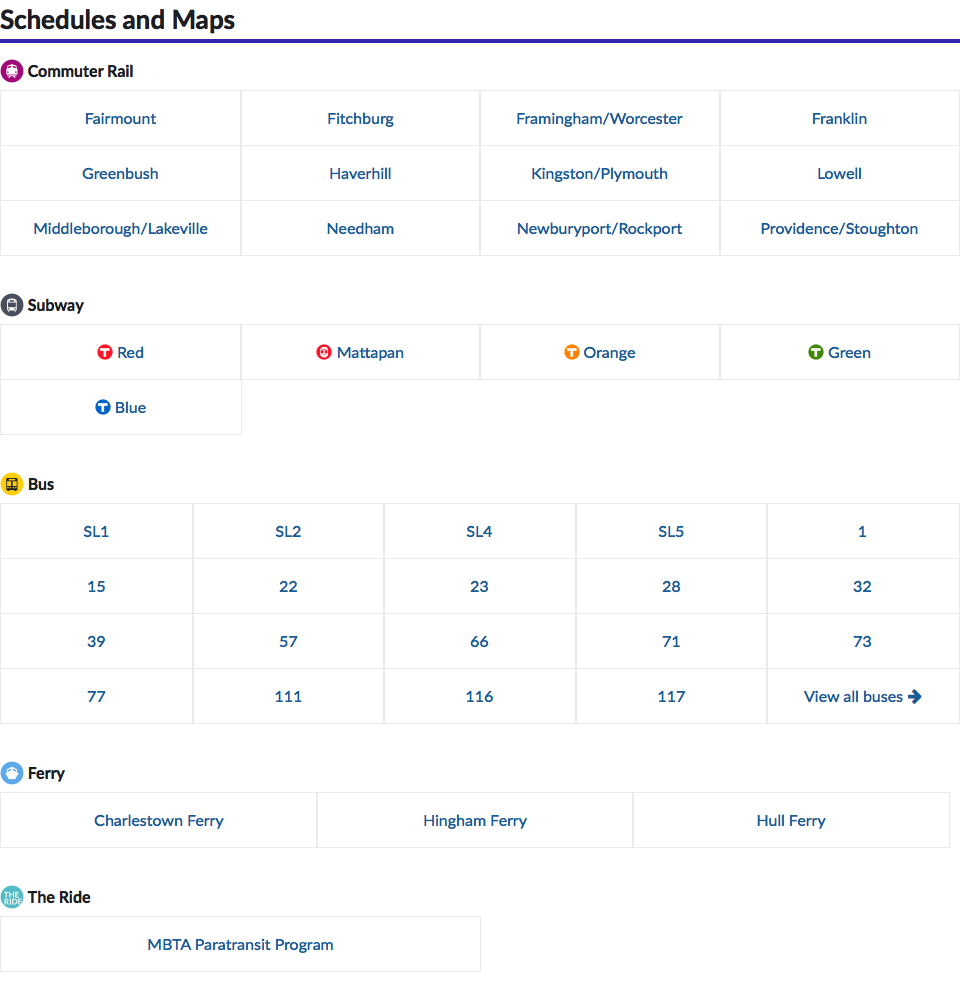 Schedules and Maps
Commuter Rail
Fairmount Fitchburg Framingham/Worcester Franklin
Greenbush Haverhill Kingston/Plymouth Lowell
Middleborough/Lakeville Needham Newburyport/Rockport Providence/Stoughton
Subway
T Red Mattapan T Orange T Green
T Blue
Bus
SL1 SL2 SL4 SL5 1
15 22 23 28 32
39 57 66 71 73
77 111 116 117 View all buses
Ferry
Charlestown Ferry Hingham Ferry Hull Ferry
THE RIDE The Ride
MBTA Paratransit Program